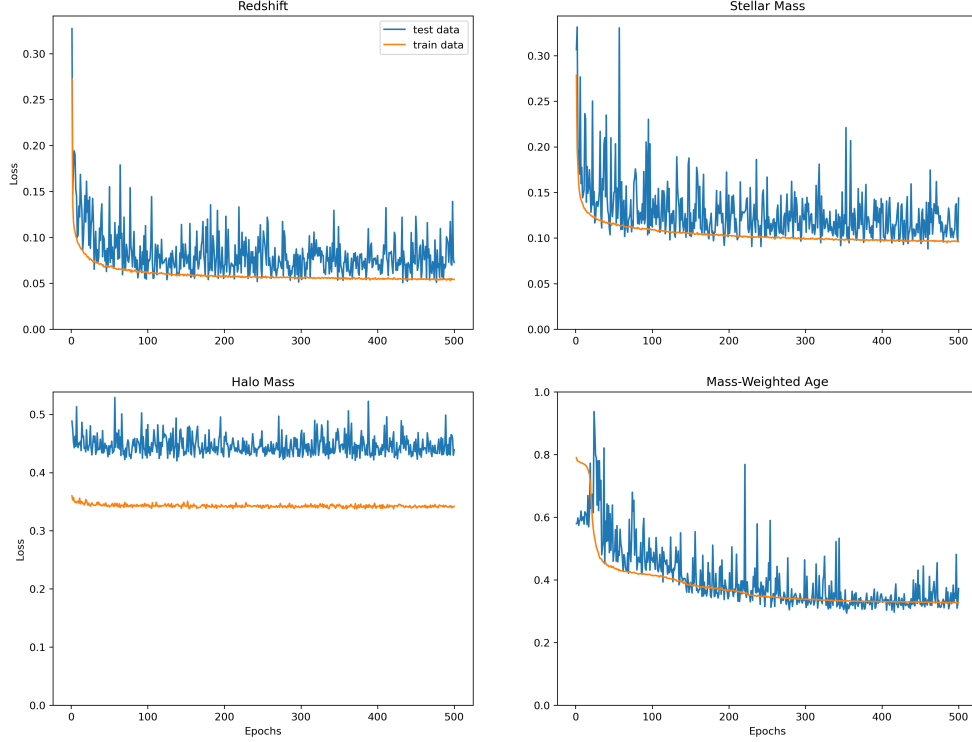 Redshift
test data
train data
Loss
0.30
0.25
0.20
0.15
0.10
0.05
0.00
0 100 200 300 400 500
Stellar Mass
0.30
0.25
0.20
0.15
0.10
0.05
0.00
0 100 200 300 400 500
Halo Mass
Loss
0.5
0.4
0.3
0.2
0.1
0.0
0 100 200 300 400 500
Epochs
Mass-Weighted Age
1.0
0.8
0.6
0.4
0.2
0.0
0 100 200 300 400 500
Epochs